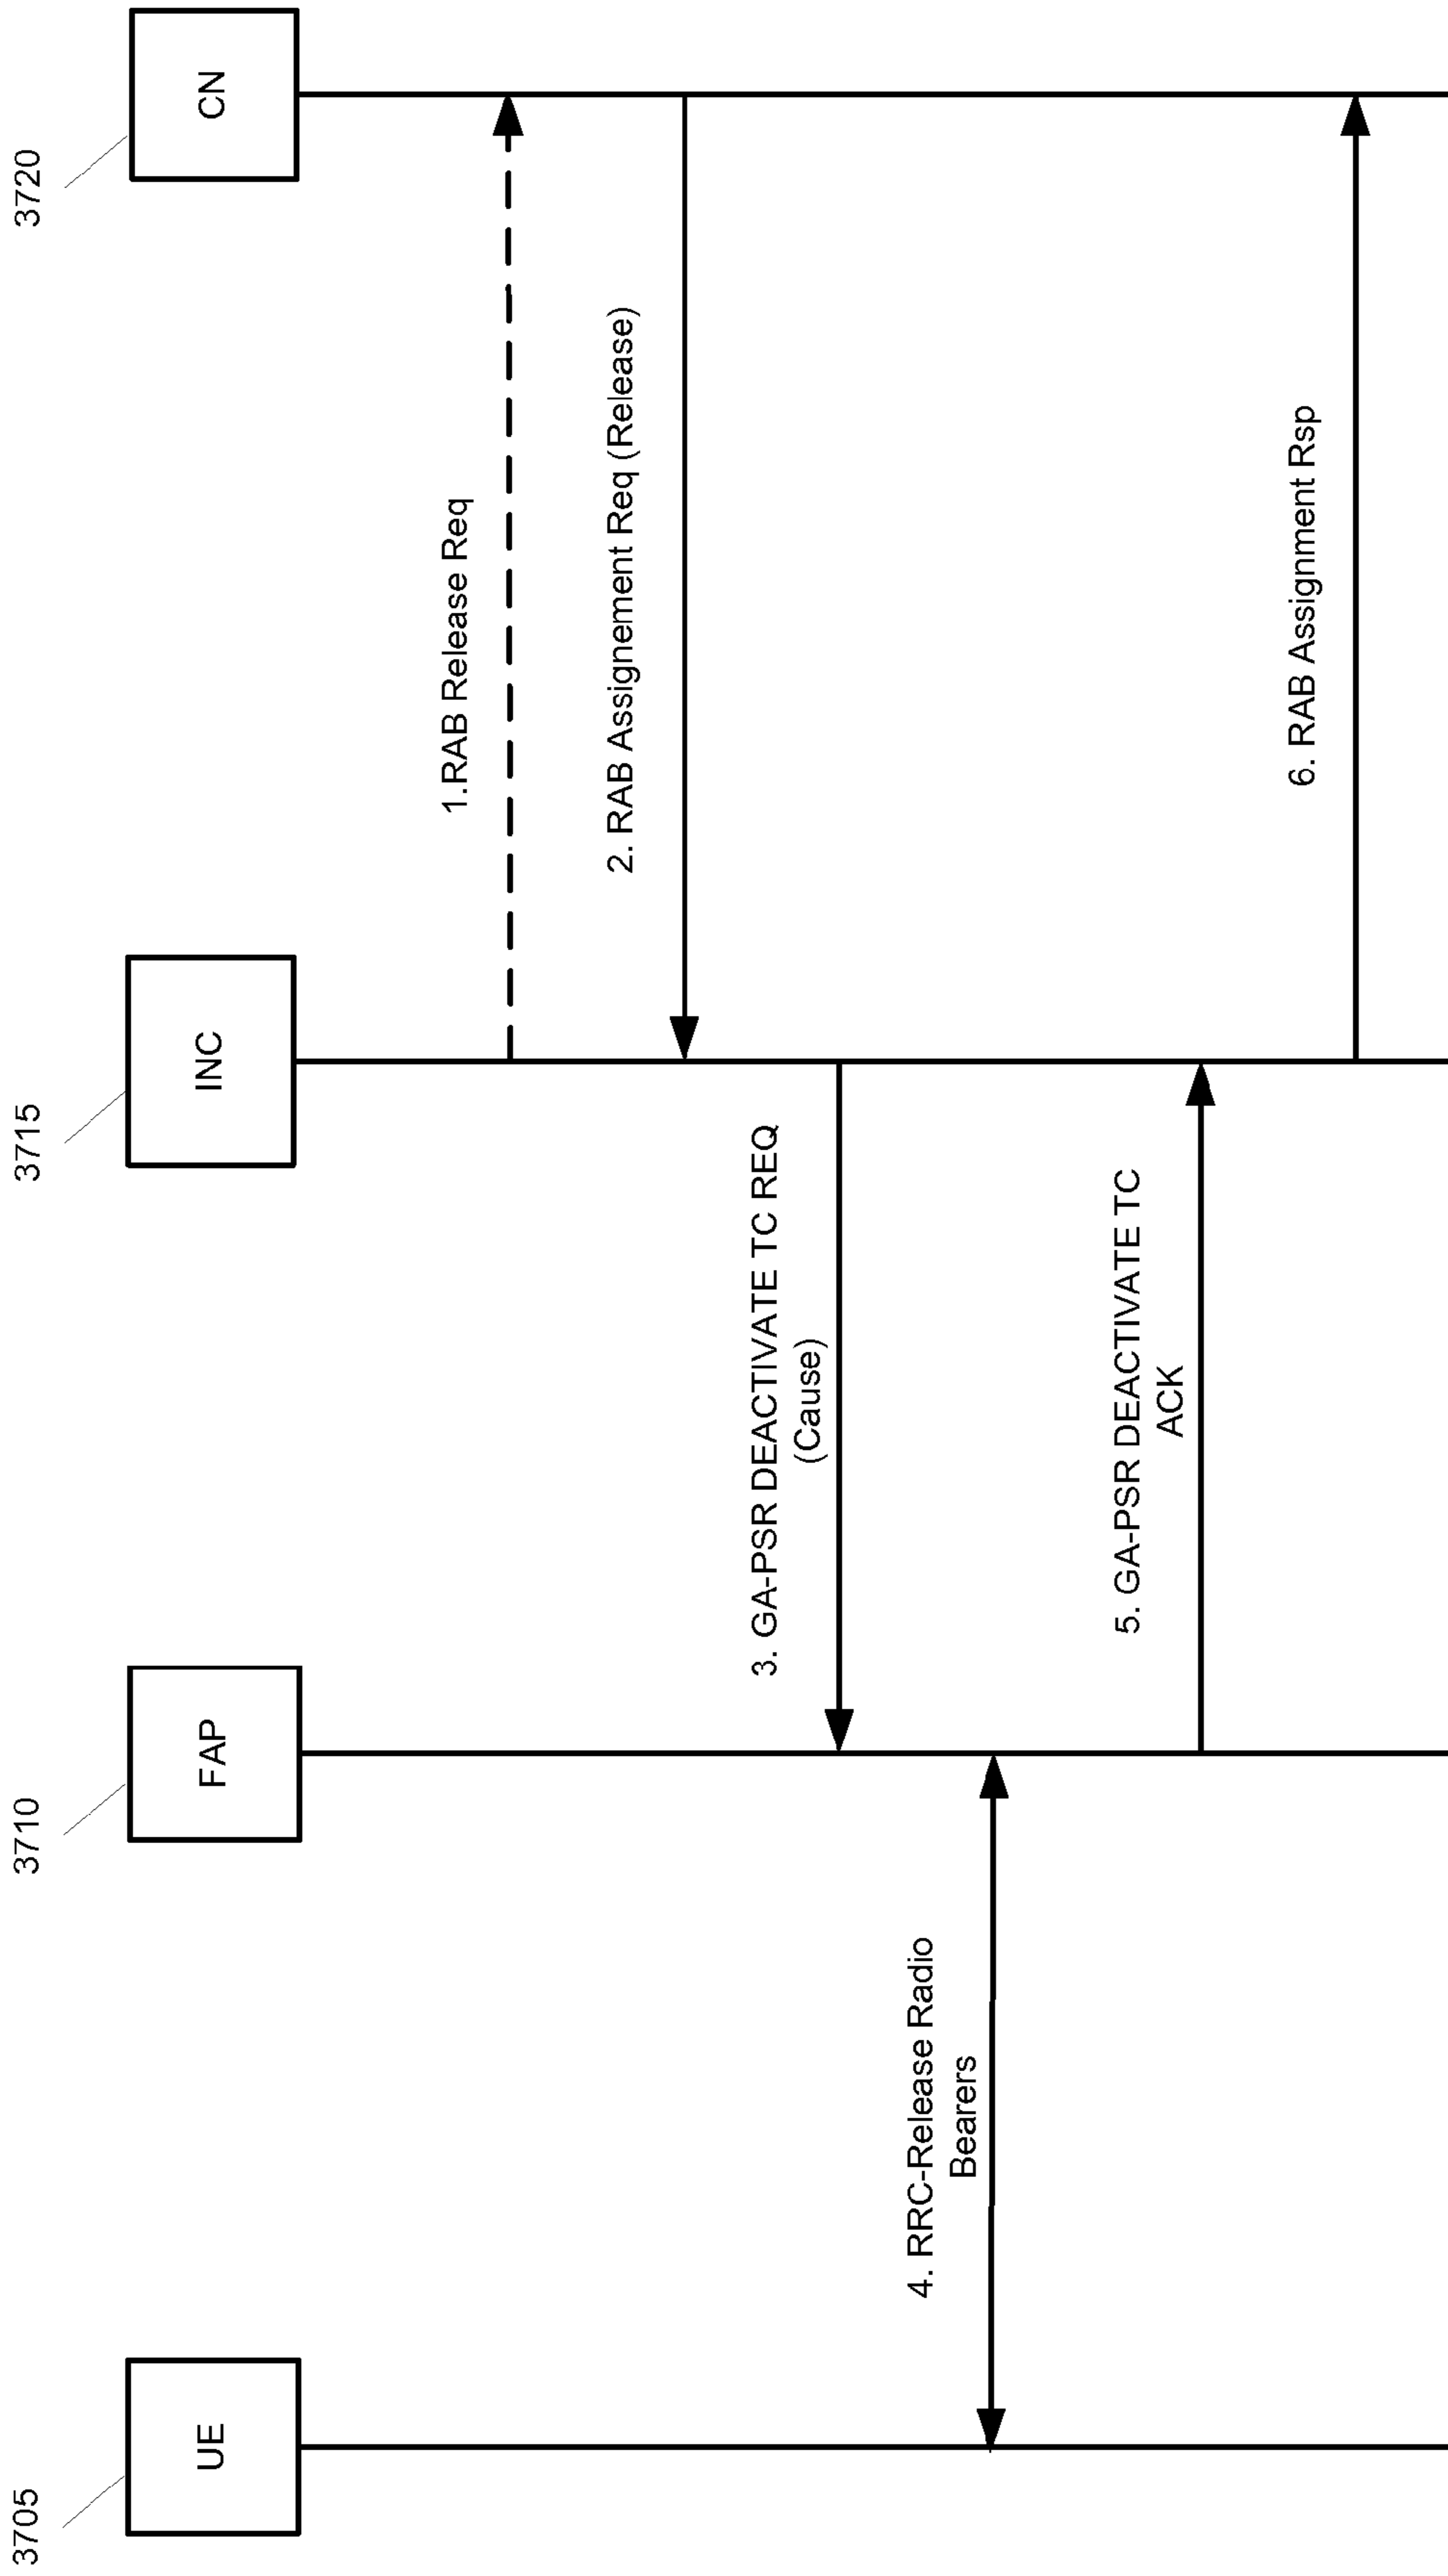 3705
3710
3715
3720
UE
FAP
INC
CN
1.RAB Release Req
2. RAB Assignement Req (Release)
3. GA-PSR DEACTIVATE TC REQ
(Cause)
4. RRC-Release Radio
Bearers
5. GA-PSR DEACTIVATE TC
ACK
6. RAB Assignment Rsp